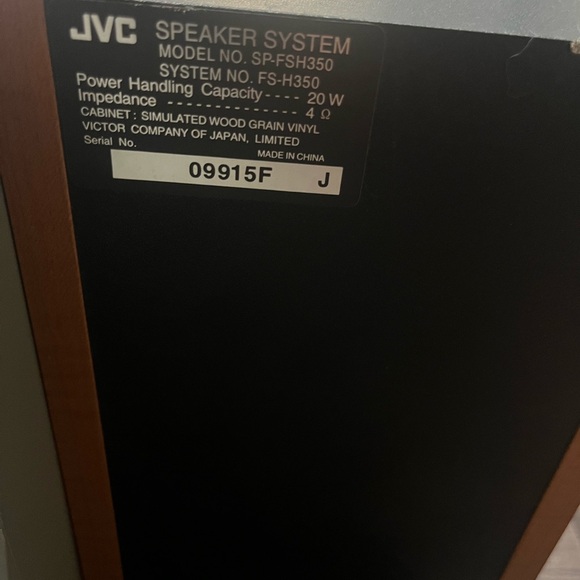 JVC SPEAKER SYSTEM
MODEL NO. SP-FSH350
SYSTEM NO. FS-H350
Power Handling Capacity ---- 20 W
Impedance -------------- 4 Ω
CABINET : SIMULATED WOOD GRAIN VINYL
VICTOR COMPANY OF JAPAN, LIMITED
Serial No.
MADE IN CHINA
09915F J